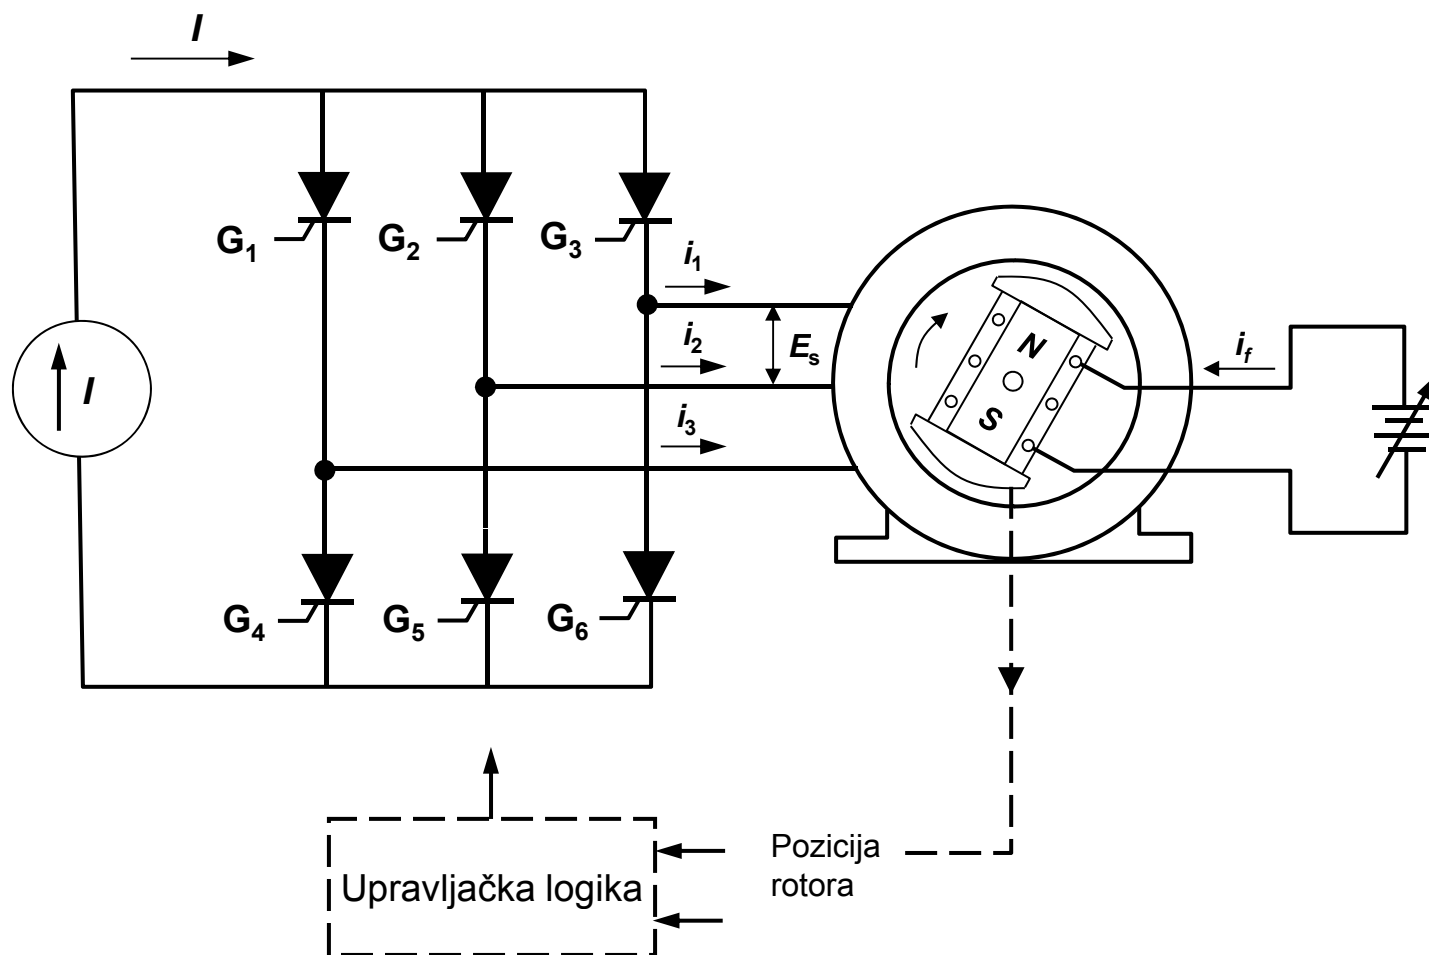 I
G1
G2
G3
i1
i2
Es
i3
I
N
S
if
G4
G5
G6
Pozicija
rotora
Upravljačka logika